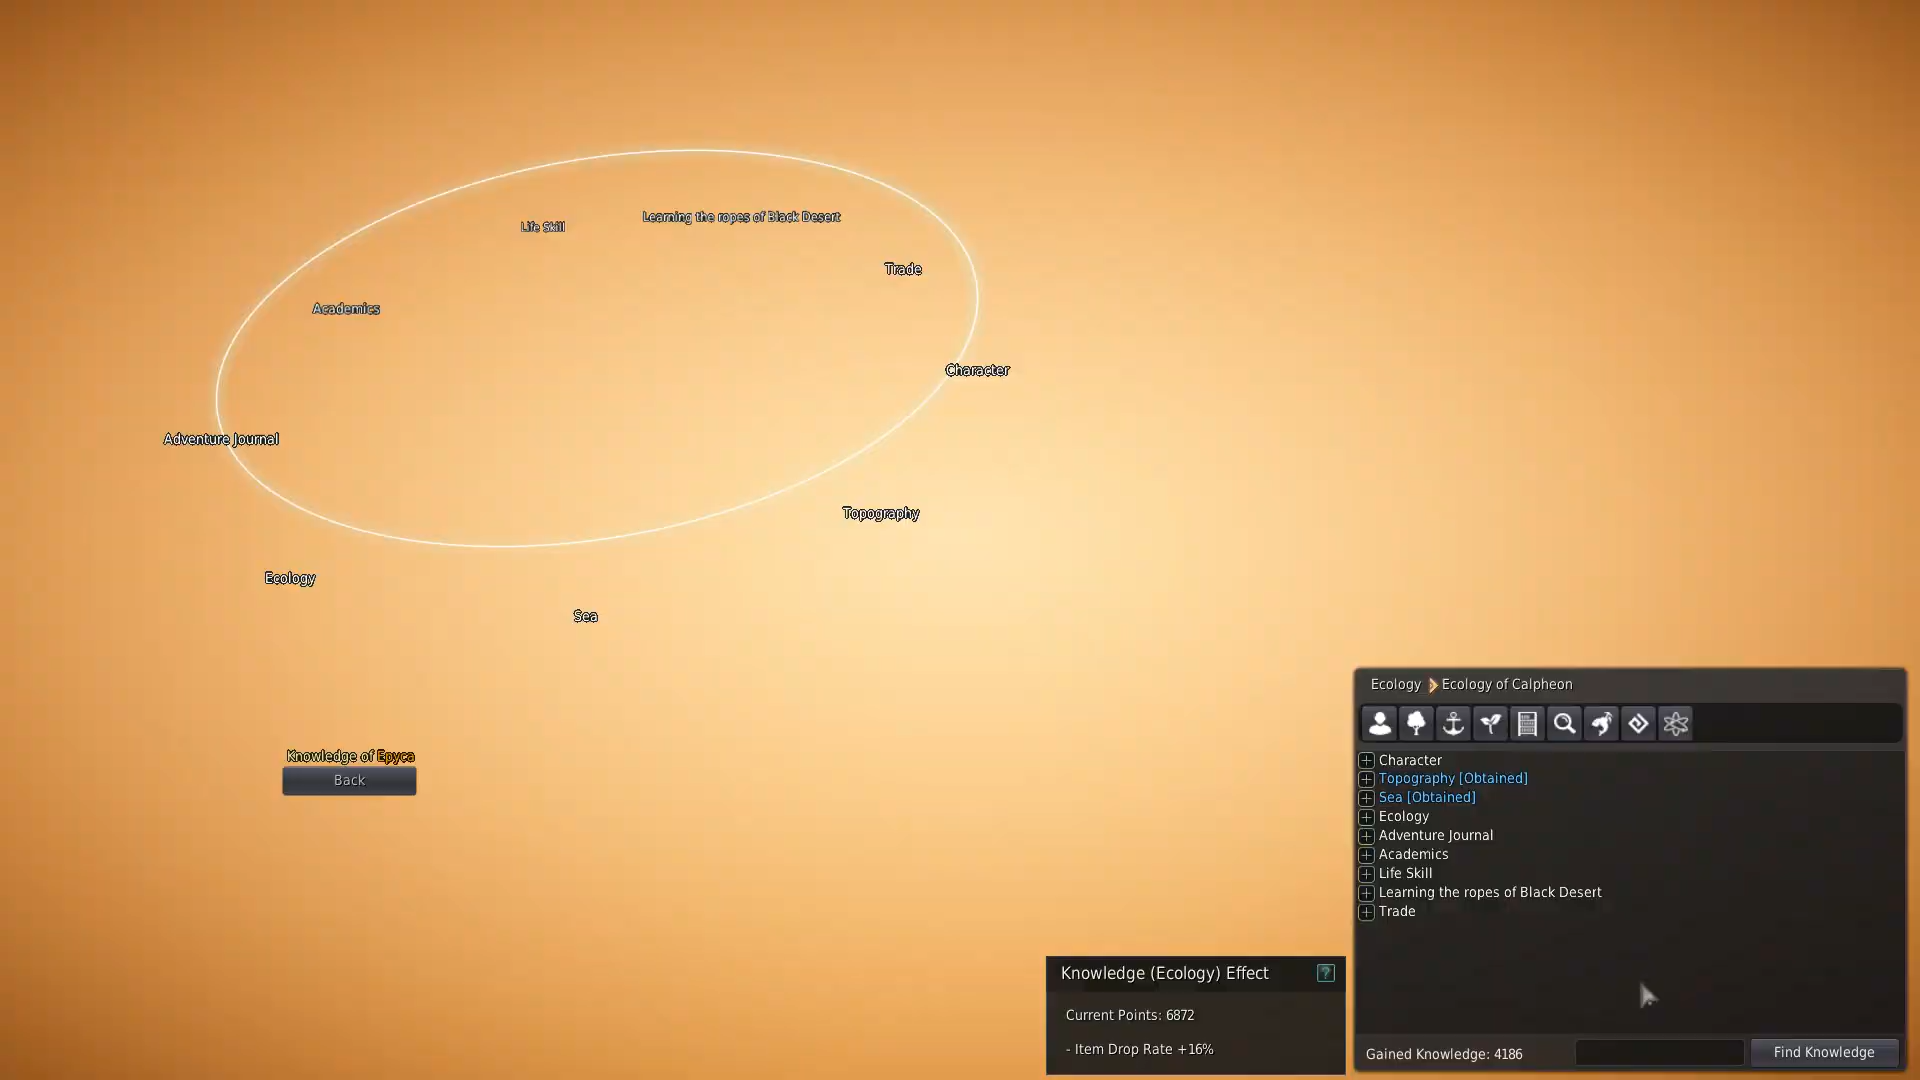 Learning the ropes of Black Desert
Life Skill
Trade
Academics
Character
Adventure Journal
Topography
Ecology
Sea
Knowledge of Epyca
Back
Ecology Ecology of Calpheon
Character
Topography [Obtained]
Sea [Obtained]
Ecology
Adventure Journal
Academics
Life Skill
Learning the ropes of Black Desert
Trade
Knowledge (Ecology) Effect ?
Current Points: 6872
- Item Drop Rate +16%
Gained Knowledge: 4186
Find Knowledge